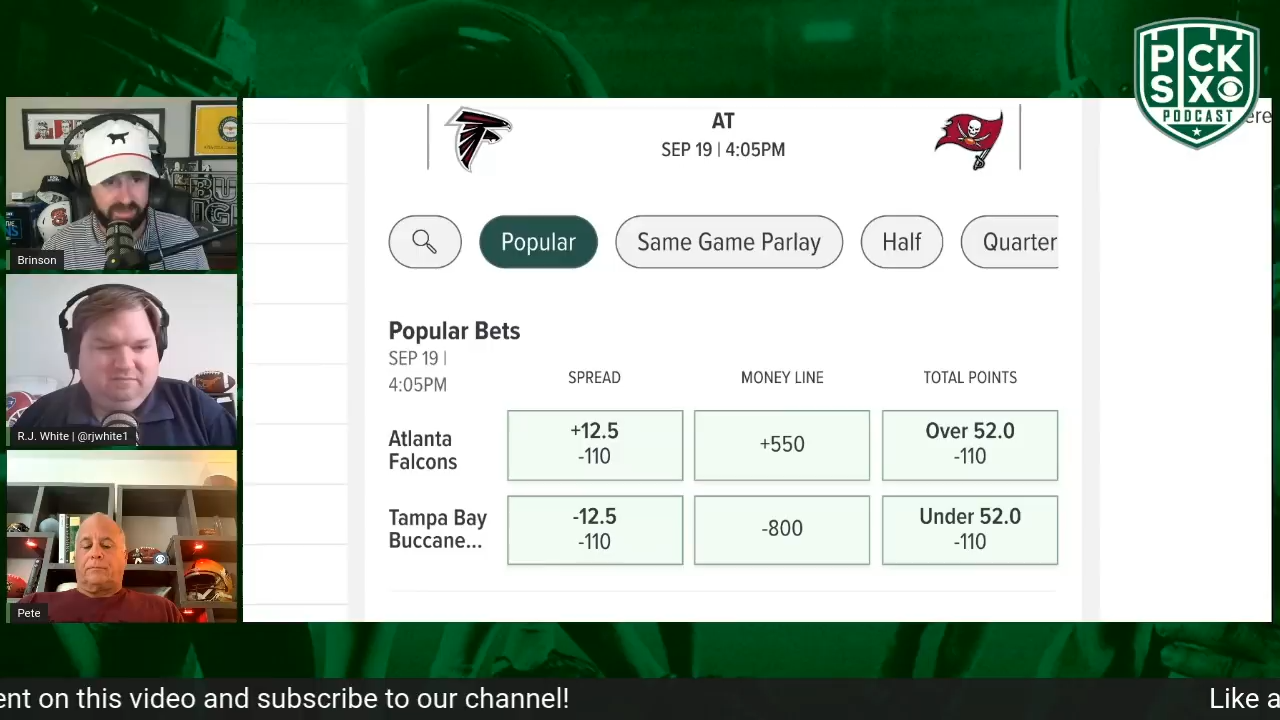 PICK
SIX
PODCAST
ere
AT
SEP 19 | 4:05PM
Popular
Same Game Parlay
Half
Quarter
Brinson
Popular Bets
SEP 19 |
4:05PM
SPREAD
MONEY LINE
TOTAL POINTS
Atlanta
Falcons
+12.5
-110
+550
Over 52.0
-110
R.J. White | @rjwhite1
Tampa Bay
Buccane...
-12.5
-110
-800
Under 52.0
-110
Pete
ent on this video and subscribe to our channel!
Like a